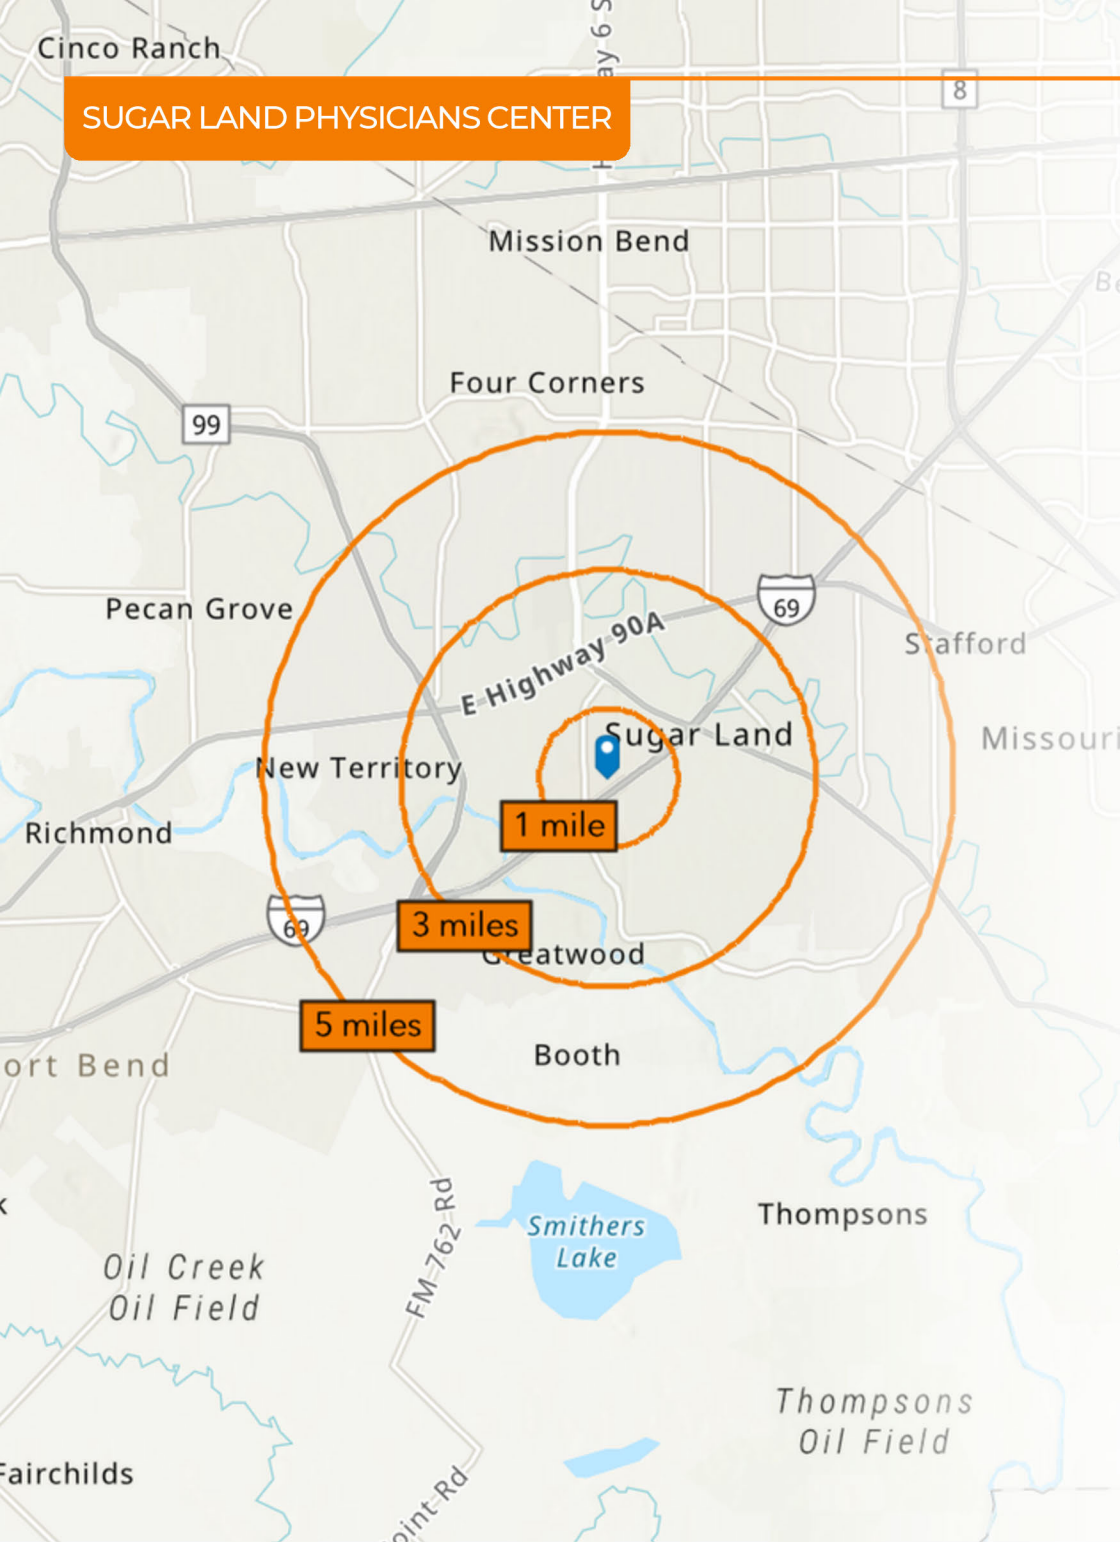 Cinco Ranch
SUGAR LAND PHYSICIANS CENTER
8
Mission Bend
Four Corners
99
69
Pecan Grove
E Highway 90A
Stafford
Sugar Land
Missouri
New Territory
1 mile
Richmond
69
3 miles
Greatwood
5 miles
Booth
ort Bend
FM 762 Rd
Thompsons
Smithers
Lake
Oil Creek
Oil Field
Thompsons
Oil Field
Fairchilds
oint Rd